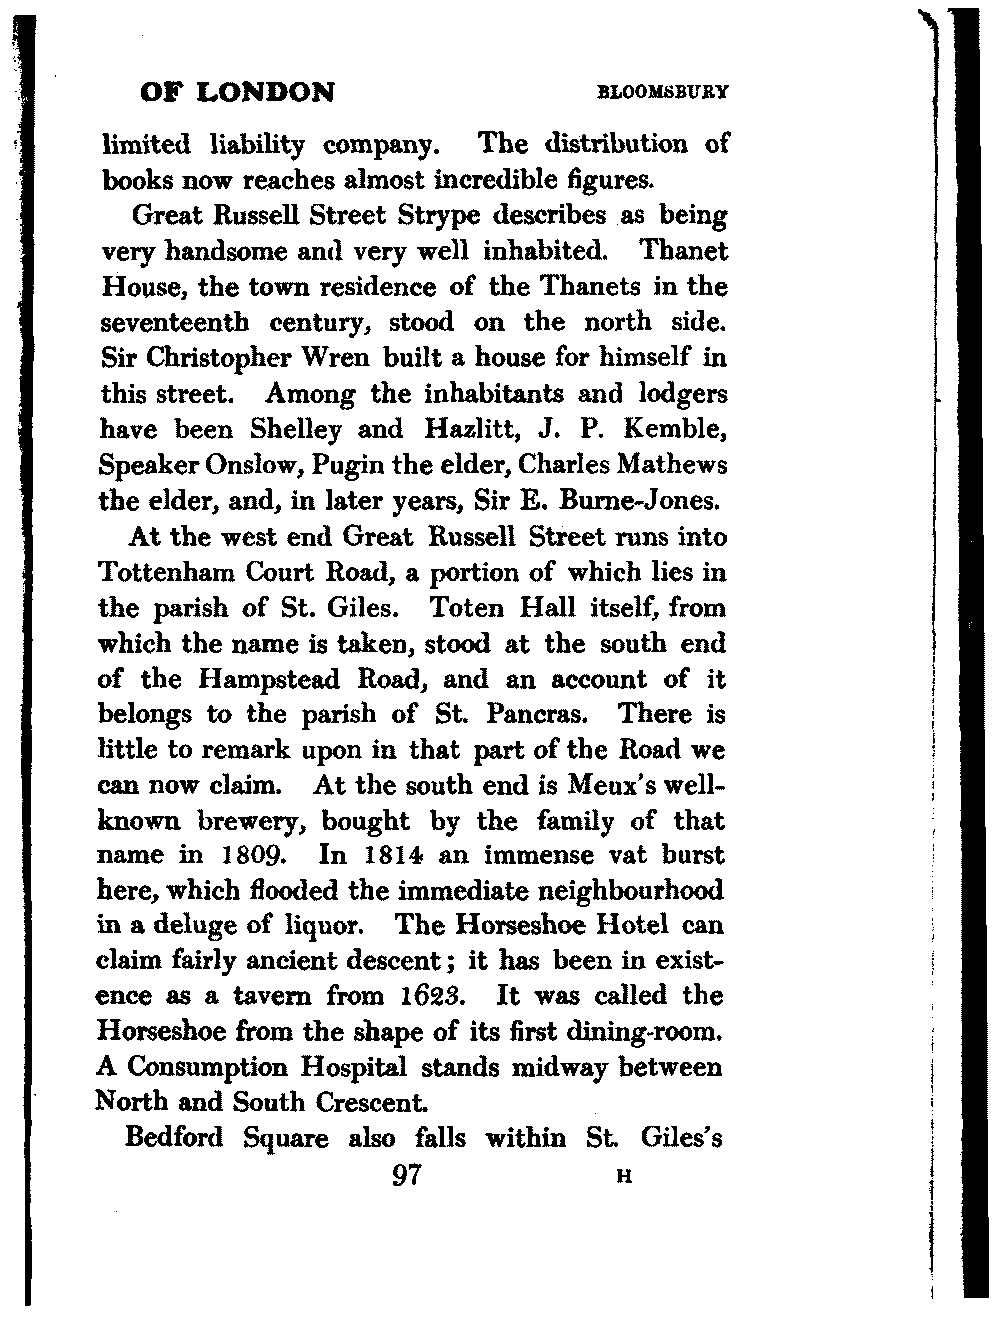 OF LONDON BLOOMSBURY
limited liability company. The distribution of
books now reaches almost incredible figures.
Great Russell Street Strype describes as being
very handsome and very well inhabited. Thanet
House, the town residence of the Thanets in the
seventeenth century, stood on the north side.
Sir Christopher Wren built a house for himself in
this street. Among the inhabitants and lodgers
have been Shelley and Hazlitt, J. P. Kemble,
Speaker Onslow, Pugin the elder, Charles Mathews
the elder, and, in later years, Sir E. Burne-Jones.
At the west end Great Russell Street runs into
Tottenham Court Road, a portion of which lies in
the parish of St. Giles. Toten Hall itself, from
which the name is taken, stood at the south end
of the Hampstead Road, and an account of it
belongs to the parish of St. Pancras. There is
little to remark upon in that part of the Road we
can now claim. At the south end is Meux's well-
known brewery, bought by the family of that
name in 1809. In 1814 an immense vat burst
here, which flooded the immediate neighbourhood
in a deluge of liquor. The Horseshoe Hotel can
claim fairly ancient descent; it has been in exist-
ence as a tavern from 1623. It was called the
Horseshoe from the shape of its first dining-room.
A Consumption Hospital stands midway between
North and South Crescent.
Bedford Square also falls within St. Giles's
97 H